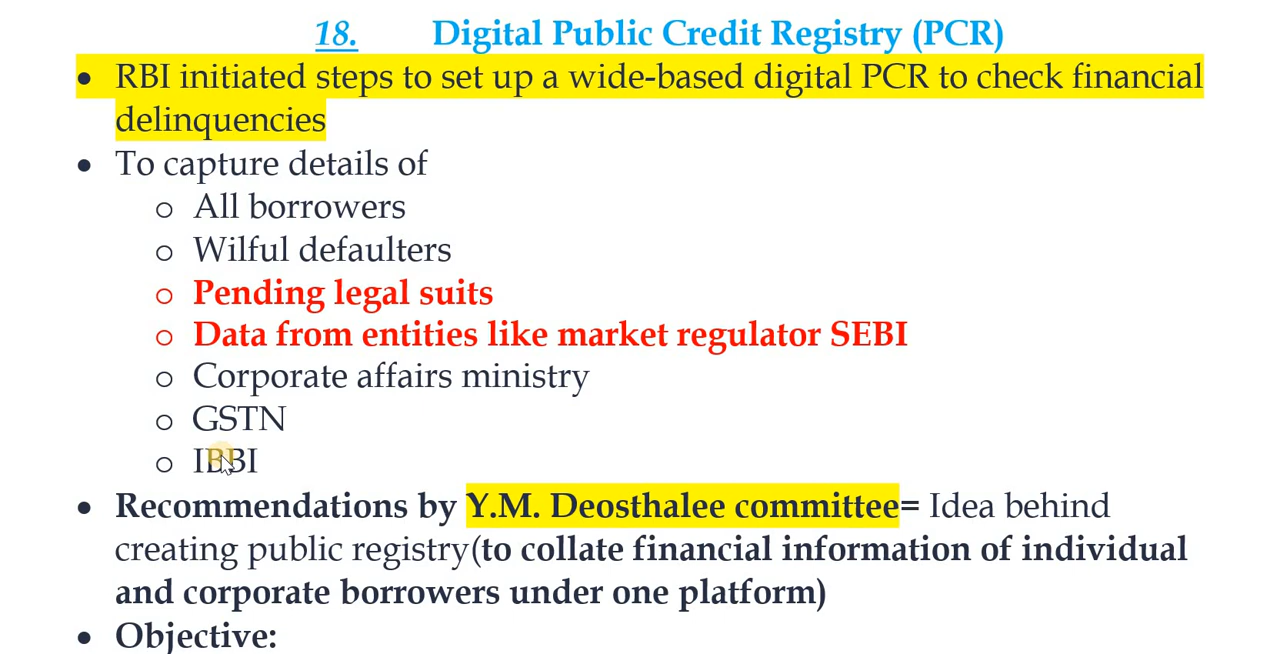 18. Digital Public Credit Registry (PCR)
• RBI initiated steps to set up a wide-based digital PCR to check financial
delinquencies
• To capture details of
o All borrowers
o Wilful defaulters
o Pending legal suits
o Data from entities like market regulator SEBI
o Corporate affairs ministry
o GSTN
o IBBI
• Recommendations by Y.M. Deosthalee committee= Idea behind
creating public registry(to collate financial information of individual
and corporate borrowers under one platform)
• Objective: